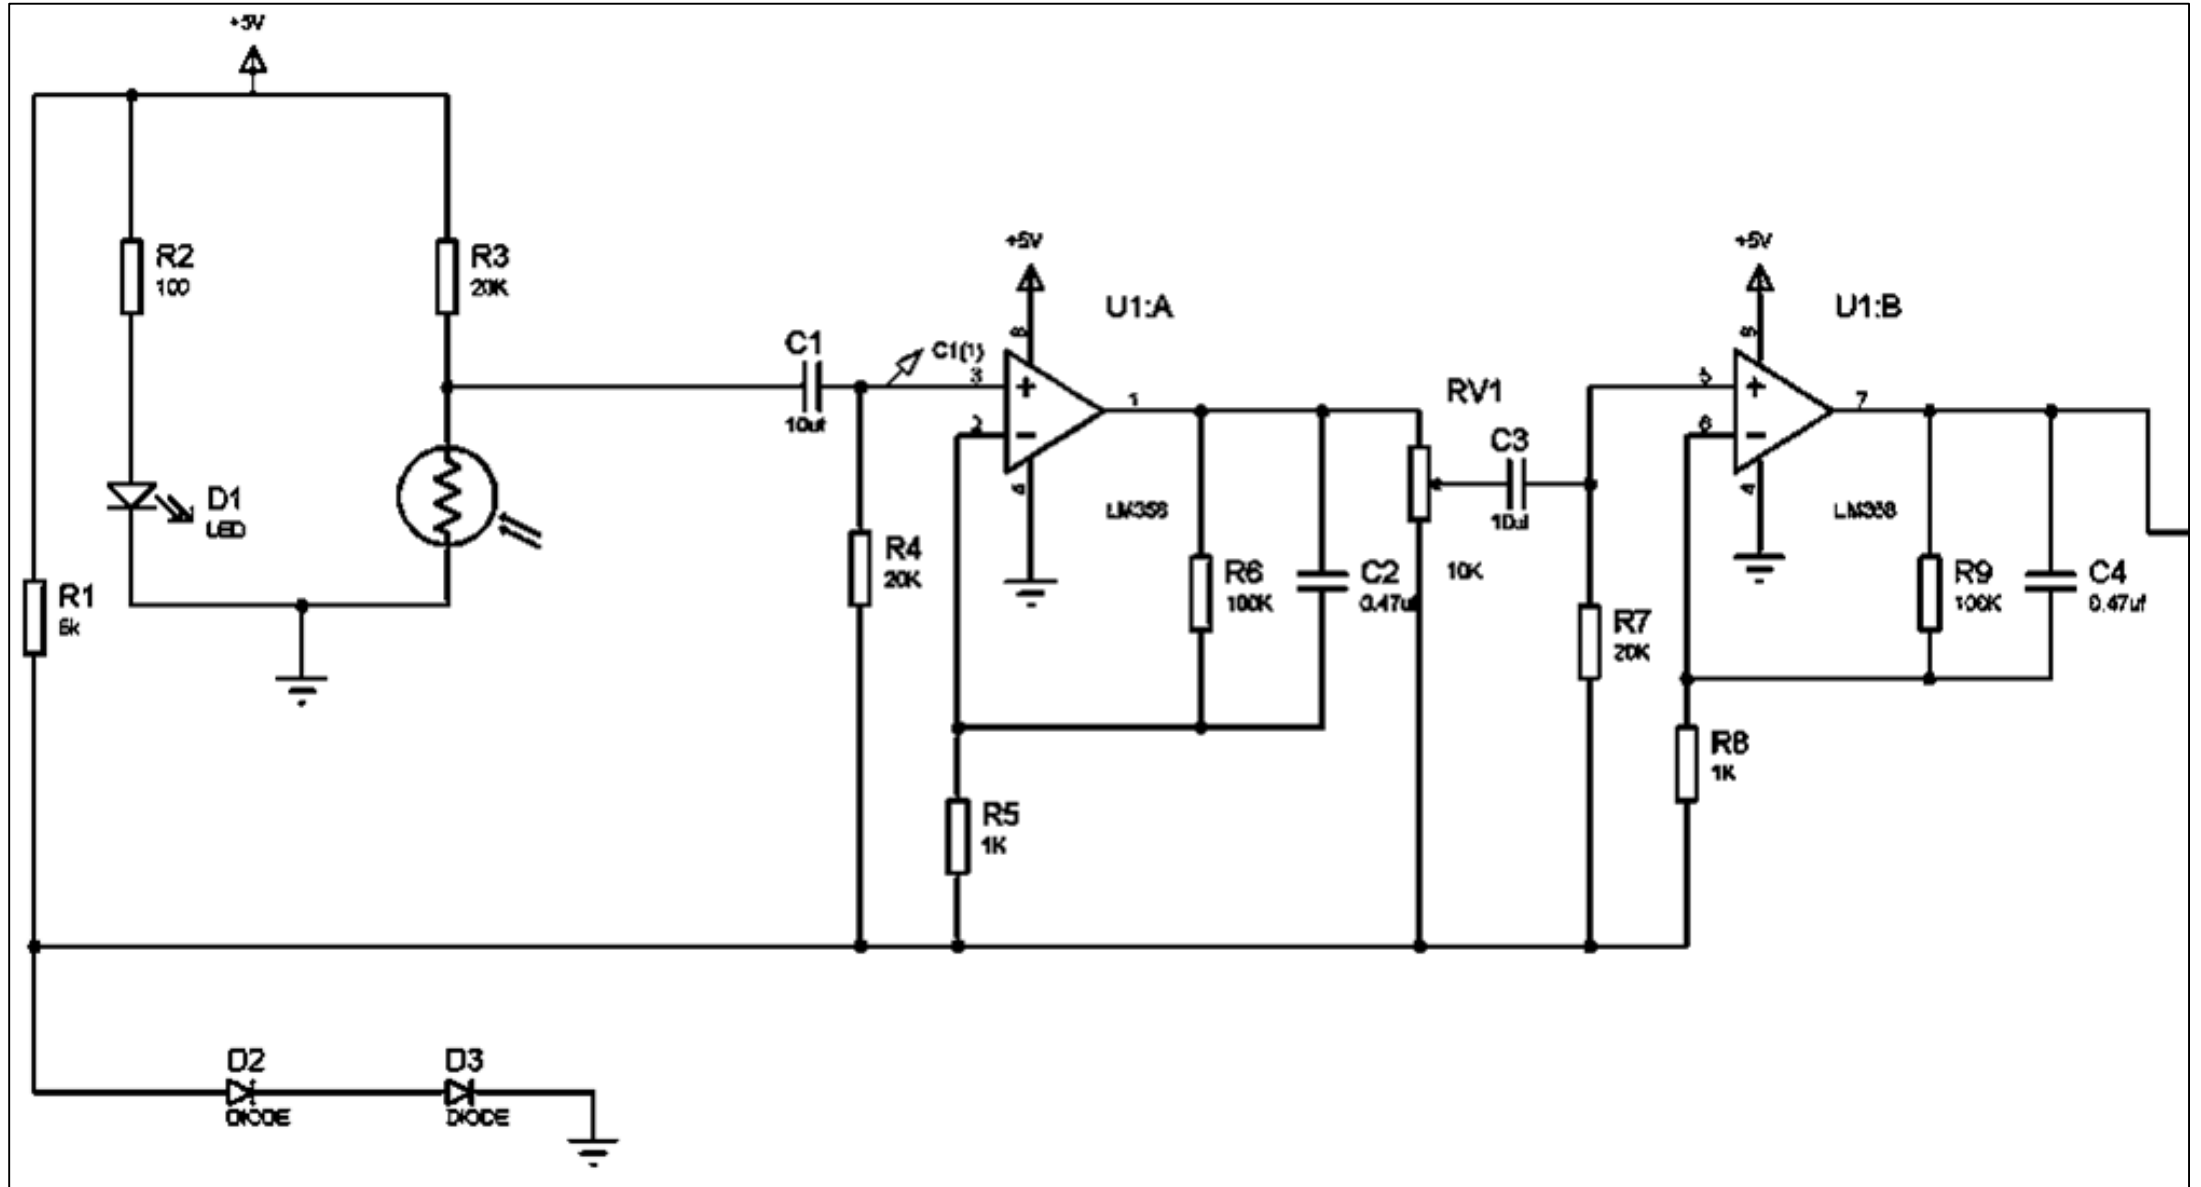 +5V
R2
100
R3
20K
D1
LED
R1
C1
10uf
C1(1)
R4
20K
+5V
U1:A
8
3
2
1
4
LM358
R6
100K
C2
0.47uf
R5
1K
RV1
10K
C3
10uf
R7
20K
+5V
U1:B
5
6
7
4
LM358
R9
100K
C4
0.47uf
R8
1K
D2
DIODE
D3
DIODE